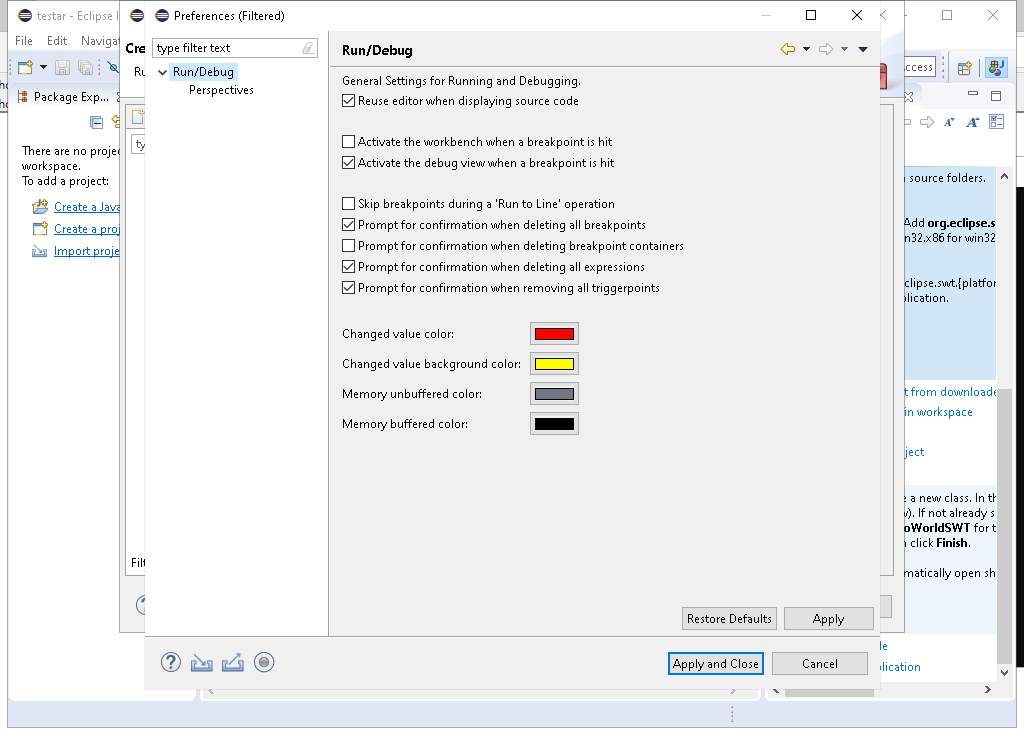 testar - Eclipse
Preferences (Filtered)
File Edit Navigat
Cre
type filter text
Run/Debug
Run/Debug
Perspectives
General Settings for Running and Debugging.
Reuse editor when displaying source code
Activate the workbench when a breakpoint is hit
Activate the debug view when a breakpoint is hit
Skip breakpoints during a 'Run to Line' operation
Prompt for confirmation when deleting all breakpoints
Prompt for confirmation when deleting breakpoint containers
Prompt for confirmation when deleting all expressions
Prompt for confirmation when removing all triggerpoints
Changed value color:
Changed value background color:
Memory unbuffered color:
Memory buffered color:
Restore Defaults
Apply
Apply and Close
Cancel
Ru
ty
Filt
Package Exp...
There are no projec
workspace.
To add a project:
Create a Java
Create a proj
Import proje
ccess
source folders.
Add org.eclipse.s
n32.x86 for win32
clipse.swt.{platfor
lication.
t from downloade
in workspace
ject
e a new class. In th
v). If not already s
oWorldSWT for t
click Finish.
matically open sh
le
plication